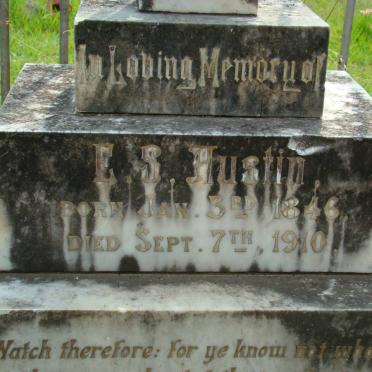 In Loving Memory of
E. S. Austin,
BORN JAN. 3RD 1846,
DIED SEPT. 7TH, 1910
Watch therefore: for ye know not